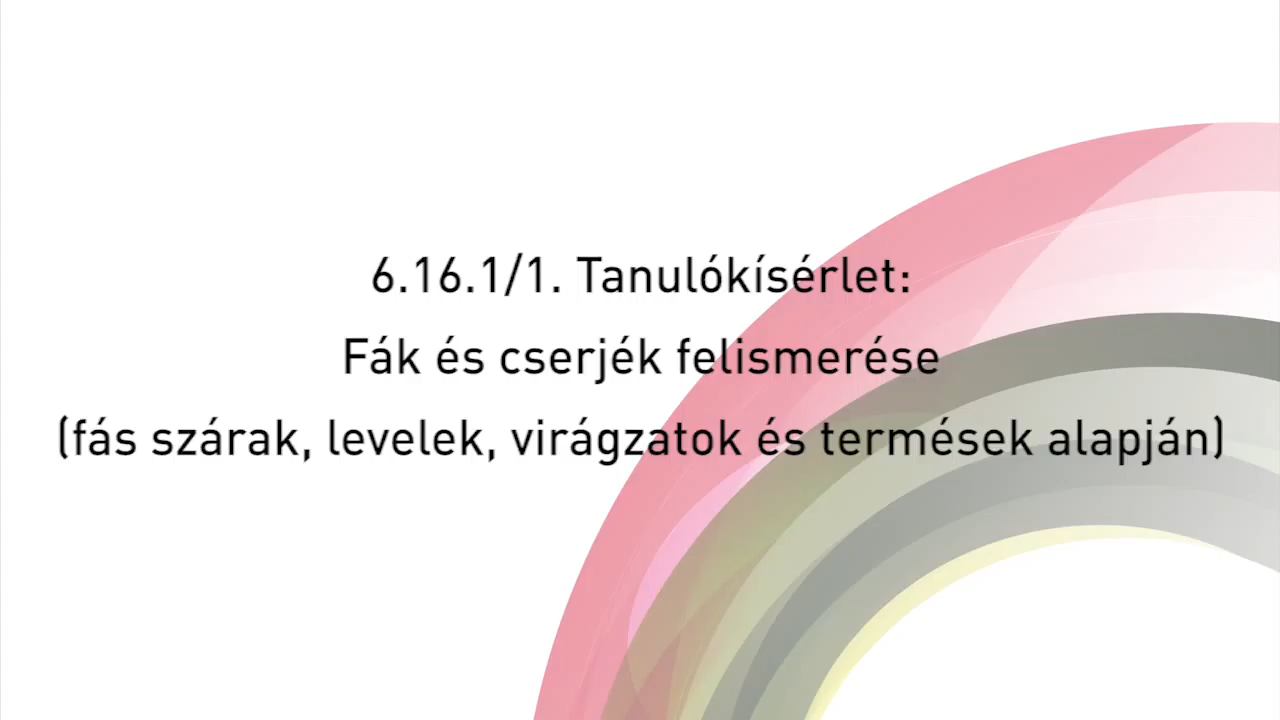 6.16.1/1. Tanulókísérlet:
Fák és cserjék felismerése
(fás szárak, levelek, virágzatok és termések alapján)